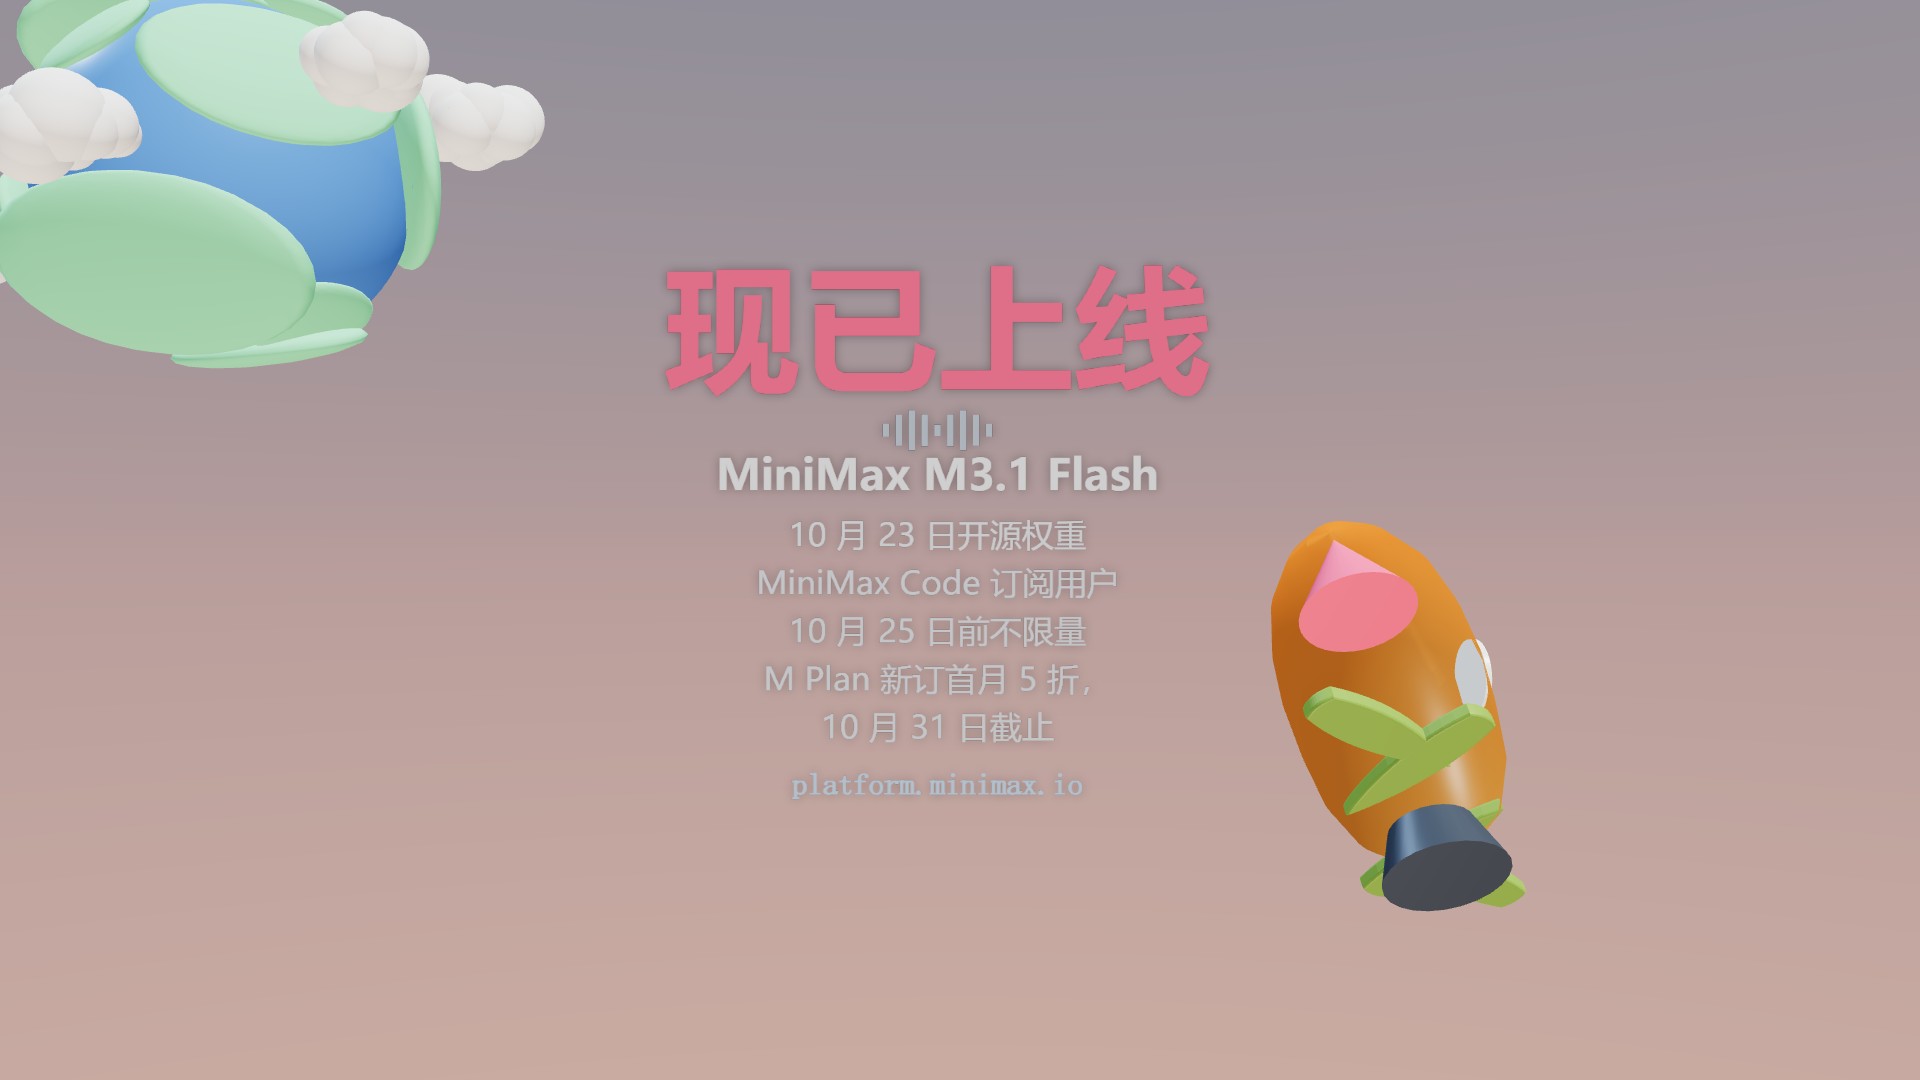 现已上线
MiniMax M3.1 Flash
10 月 23 日开源权重
MiniMax Code 订阅用户
10 月 25 日前不限量
M Plan 新订首月 5 折，
10 月 31 日截止
platform.minimax.io